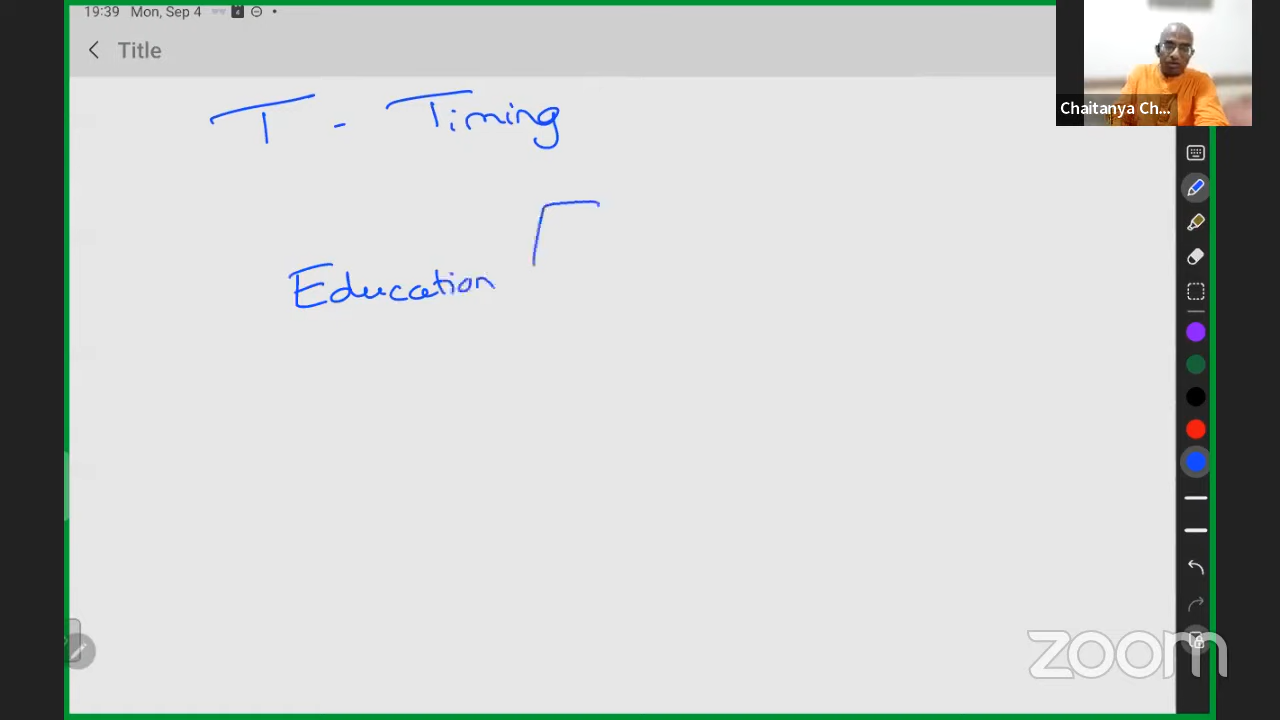 19:39 Mon, Sep 4
Title
Chaitanya Ch...
T - Timing
Education
zoom